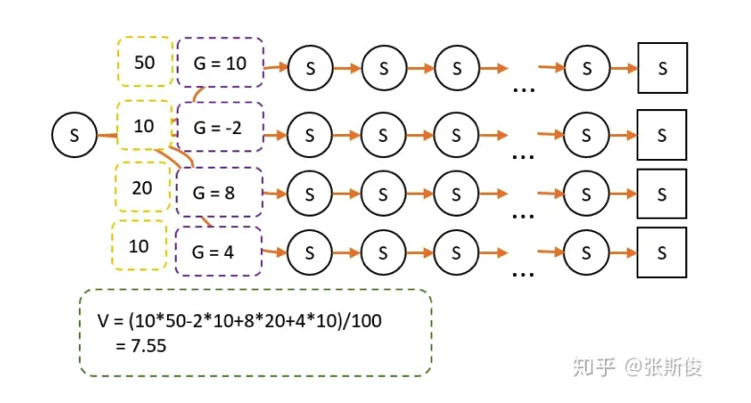 50 G = 10 S S S ... S S
S 10 G = -2 S S S ... S S
20 G = 8 S S S ... S S
10 G = 4 S S S ... S S
V = (10*50-2*10+8*20+4*10)/100
= 7.55
知乎 @张斯俊